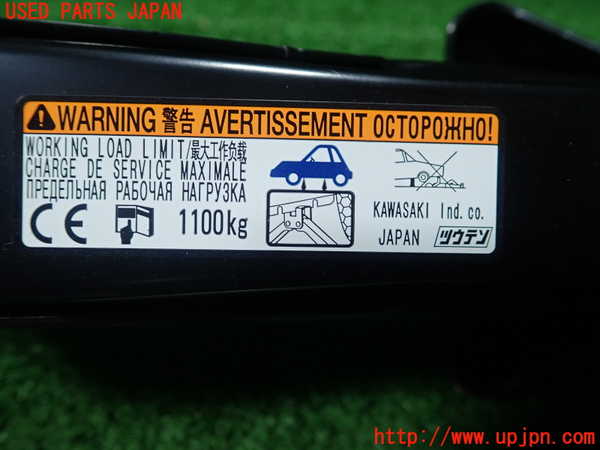 USED PARTS JAPAN
WARNING 警告 AVERTISSEMENT ОСТОРОЖНО!
WORKING LOAD LIMIT/最大工作负载
CHARGE DE SERVICE MAXIMALE
ПРЕДЕЛЬНАЯ РАБОЧАЯ НАГРУЗКА
CE 1100kg
KAWASAKI Ind. co.
JAPAN ツウテン
http://www.upjpn.com/